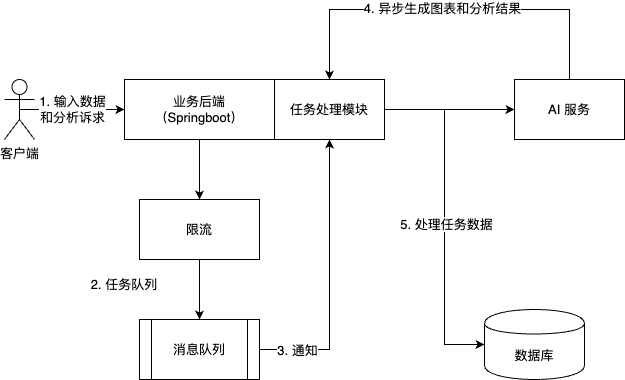 4. 异步生成图表和分析结果
1. 输入数据
和分析诉求
客户端
业务后端
（Springboot）
任务处理模块
AI 服务
限流
5. 处理任务数据
2. 任务队列
消息队列
3. 通知
数据库